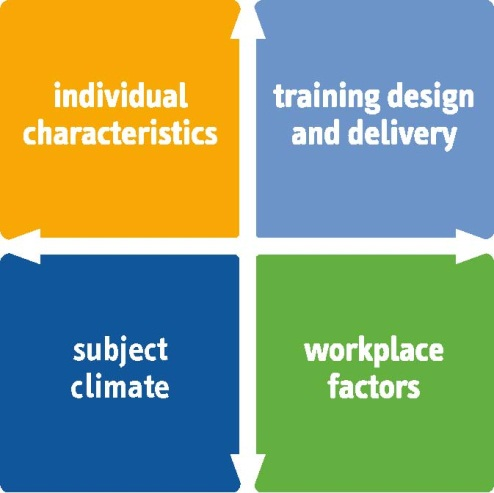 individual
characteristics
training design
and delivery
subject
climate
workplace
factors